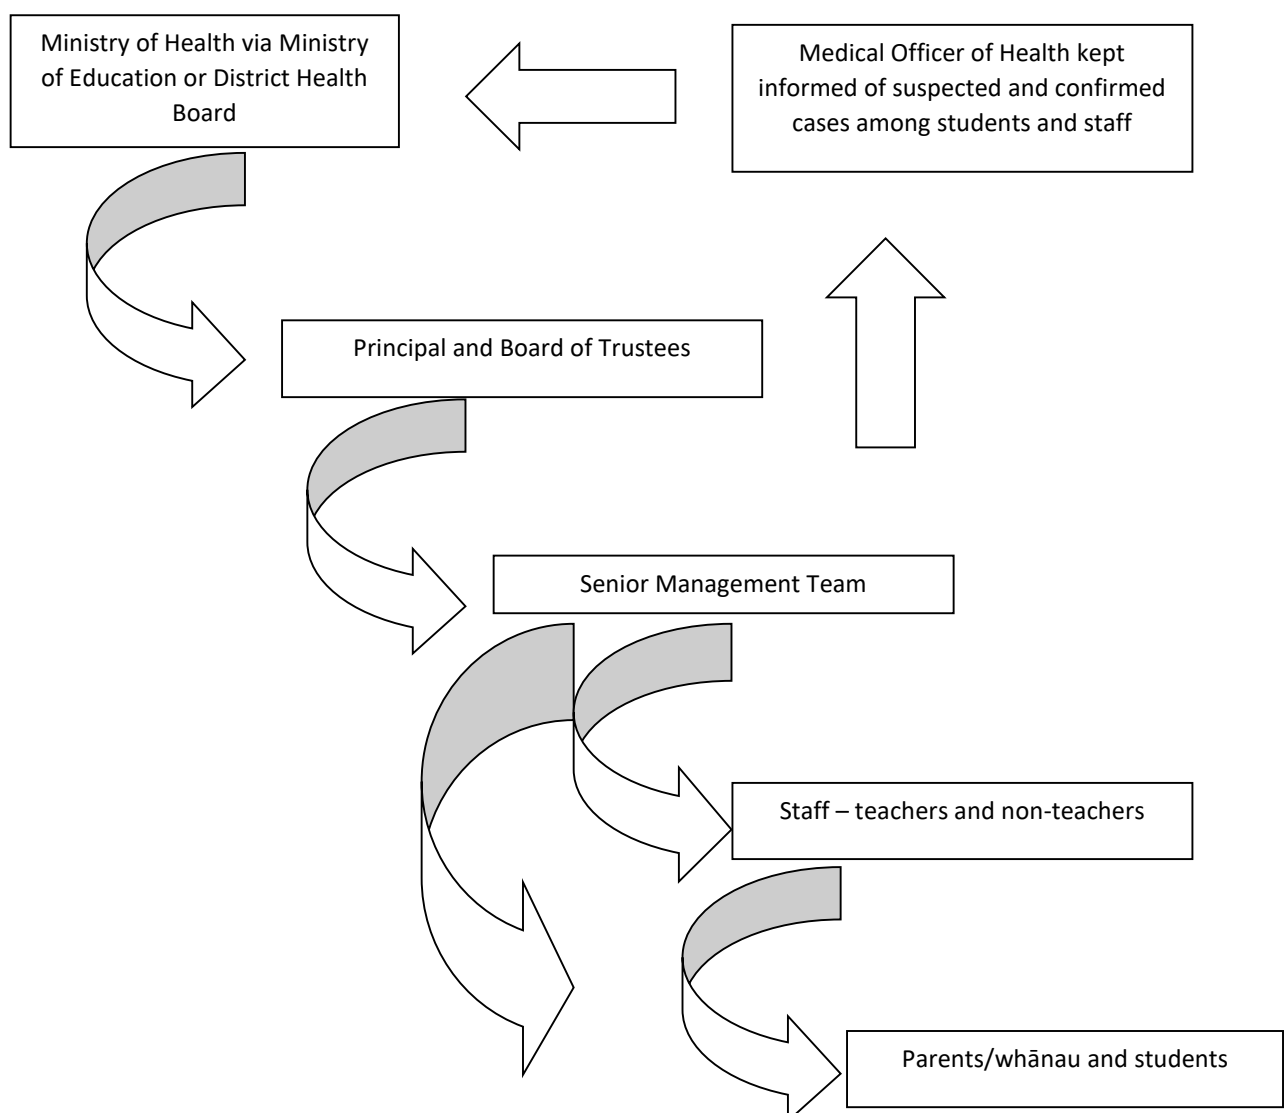 Ministry of Health via Ministry
of Education or District Health
Board
Medical Officer of Health kept
informed of suspected and confirmed
cases among students and staff
Principal and Board of Trustees
Senior Management Team
Staff – teachers and non-teachers
Parents/whānau and students